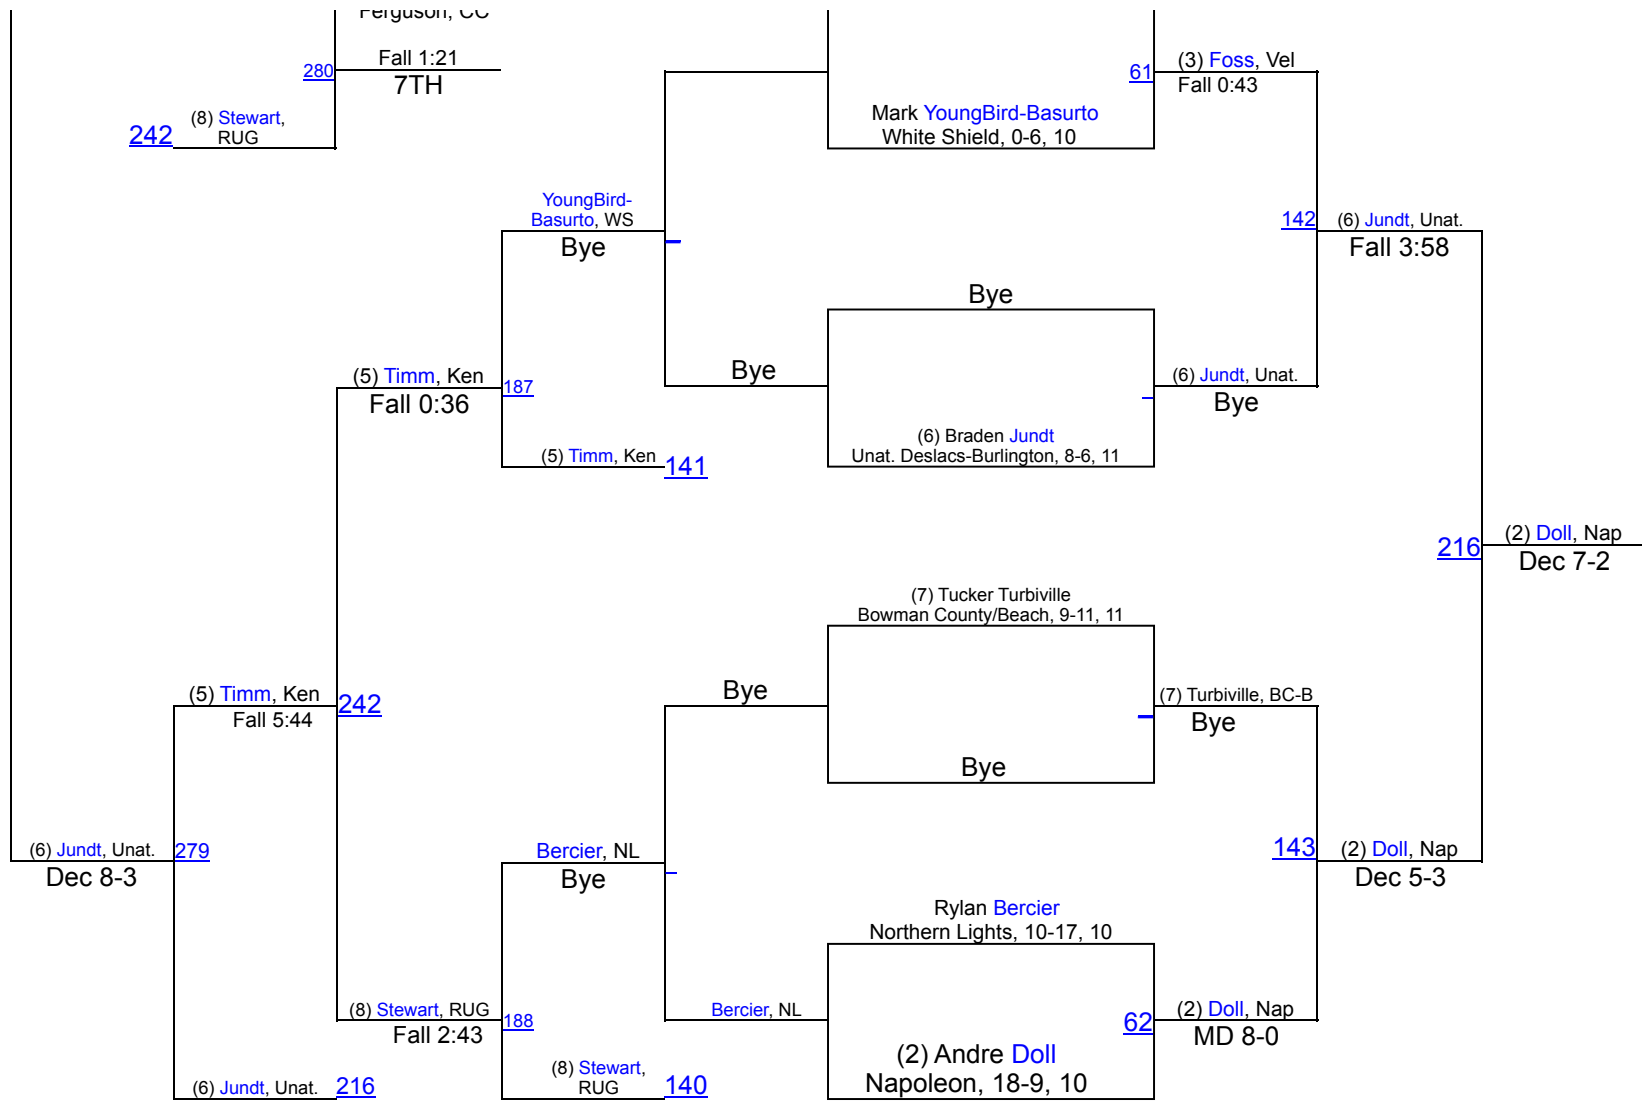 Ferguson, CC
Fall 1:21
280
7TH
(8) Stewart,
RUG
242
61
(3) Foss, Vel
Fall 0:43
Mark YoungBird-Basurto
White Shield, 0-6, 10
YoungBird-
Basurto, WS
Bye
142
(6) Jundt, Unat.
Fall 3:58
Bye
Bye
(5) Timm, Ken
Fall 0:36
187
(6) Jundt, Unat.
Bye
(6) Braden Jundt
Unat. Deslacs-Burlington, 8-6, 11
(5) Timm, Ken
141
216
(2) Doll, Nap
Dec 7-2
(7) Tucker Turbiville
Bowman County/Beach, 9-11, 11
(5) Timm, Ken
Fall 5:44
242
Bye
(7) Turbiville, BC-B
Bye
Bye
(6) Jundt, Unat.
Dec 8-3
279
Bercier, NL
Bye
143
(2) Doll, Nap
Dec 5-3
Rylan Bercier
Northern Lights, 10-17, 10
(8) Stewart, RUG
Fall 2:43
188
Bercier, NL
62
(2) Doll, Nap
MD 8-0
(2) Andre Doll
Napoleon, 18-9, 10
(6) Jundt, Unat.
216
(8) Stewart,
RUG
140